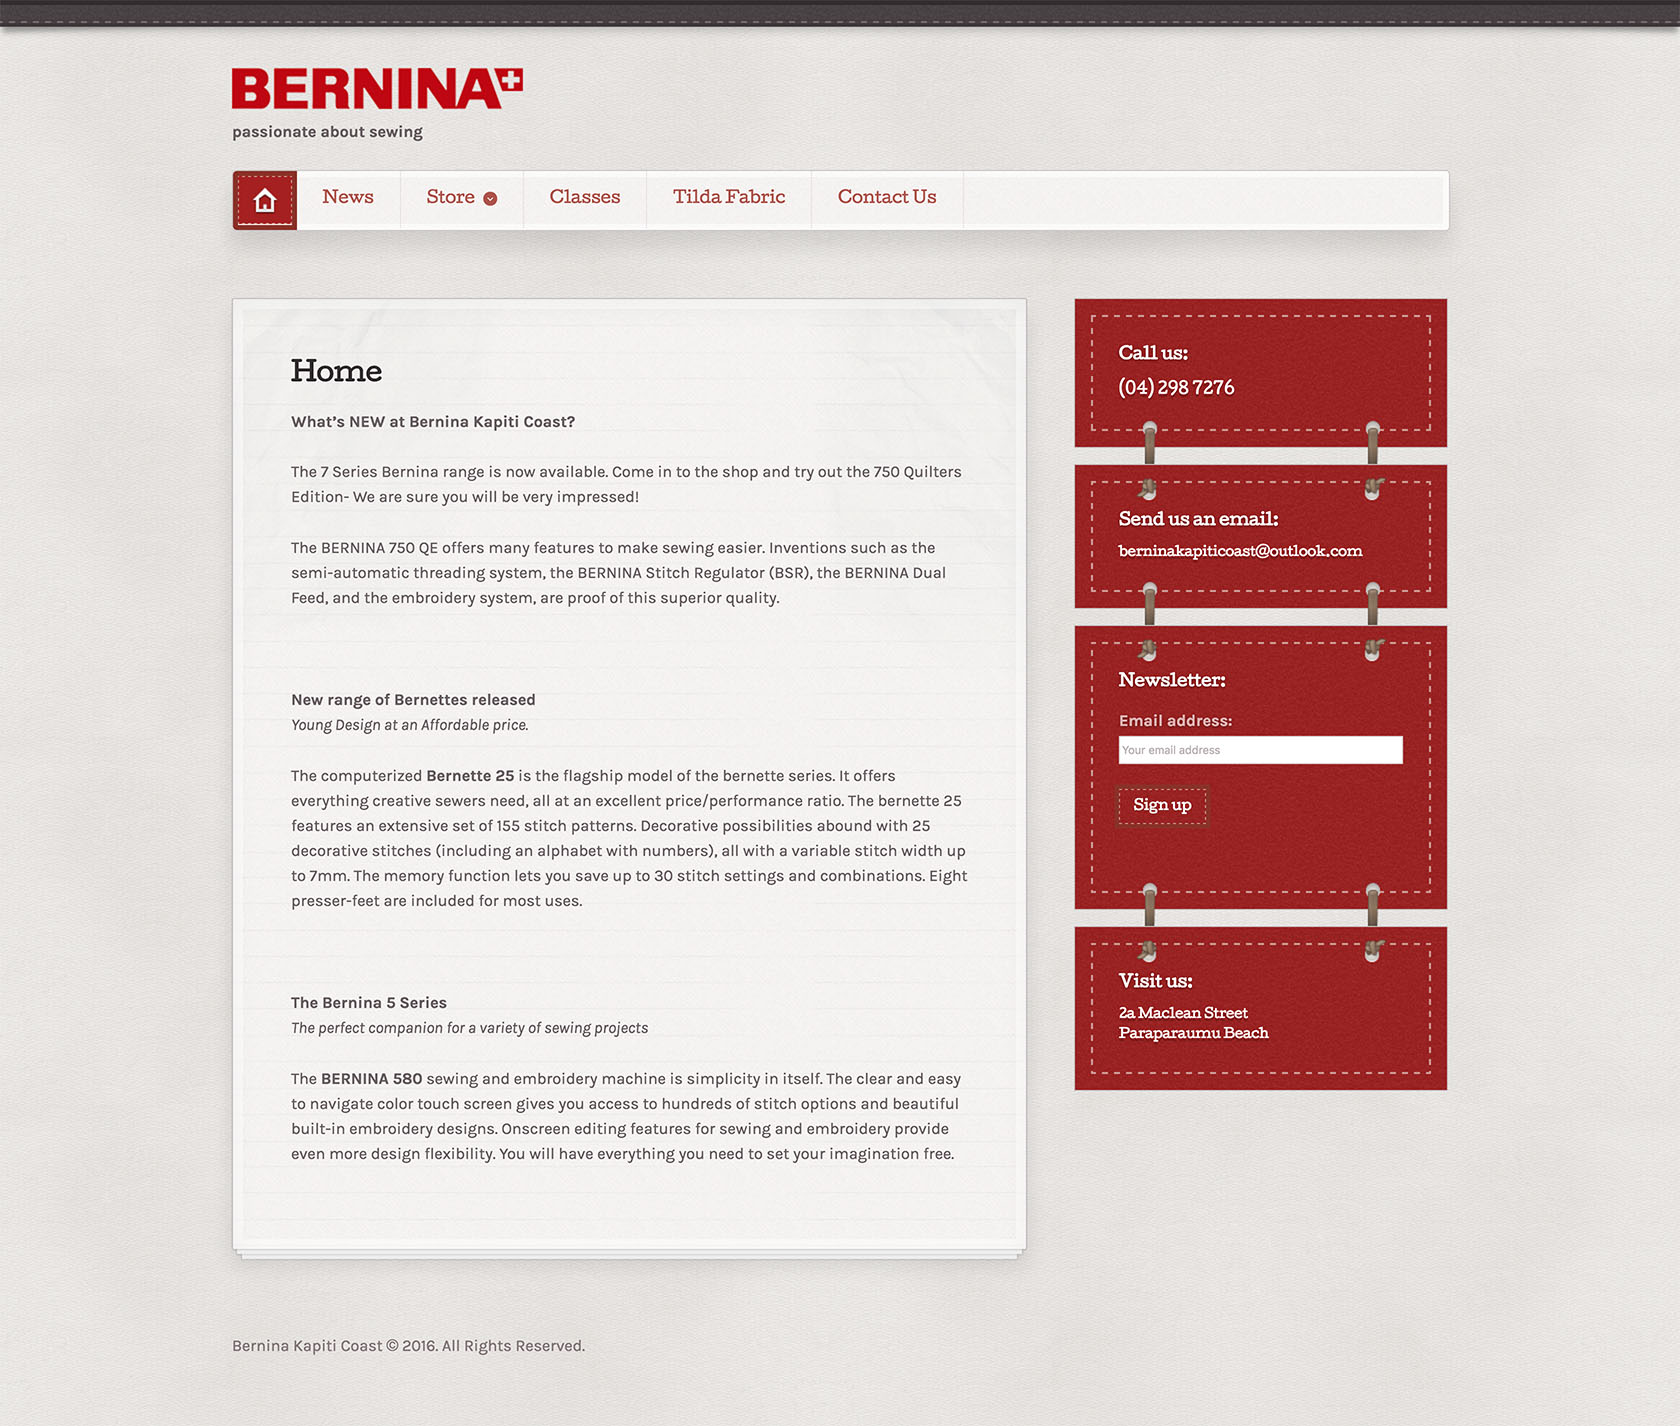 BERNINA
passionate about sewing
News
Store
Classes
Tilda Fabric
Contact Us
Home
What's NEW at Bernina Kapiti Coast?
The 7 Series Bernina range is now available. Come in to the shop and try out the 750 Quilters
Edition- We are sure you will be very impressed!
The BERNINA 750 QE offers many features to make sewing easier. Inventions such as the
semi-automatic threading system, the BERNINA Stitch Regulator (BSR), the BERNINA Dual
Feed, and the embroidery system, are proof of this superior quality.
New range of Bernettes released
Young Design at an Affordable price.
The computerized Bernette 25 is the flagship model of the bernette series. It offers
everything creative sewers need, all at an excellent price/performance ratio. The bernette 25
features an extensive set of 155 stitch patterns. Decorative possibilities abound with 25
decorative stitches (including an alphabet with numbers), all with a variable stitch width up
to 7mm. The memory function lets you save up to 30 stitch settings and combinations. Eight
presser-feet are included for most uses.
The Bernina 5 Series
The perfect companion for a variety of sewing projects
The BERNINA 580 sewing and embroidery machine is simplicity in itself. The clear and easy
to navigate color touch screen gives you access to hundreds of stitch options and beautiful
built-in embroidery designs. Onscreen editing features for sewing and embroidery provide
even more design flexibility. You will have everything you need to set your imagination free.
Call us:
(04) 298 7276
Send us an email:
berninakapiticoast@outlook.com
Newsletter:
Email address:
Your email address
Sign up
Visit us:
2a Maclean Street
Paraparaumu Beach
Bernina Kapiti Coast © 2016. All Rights Reserved.